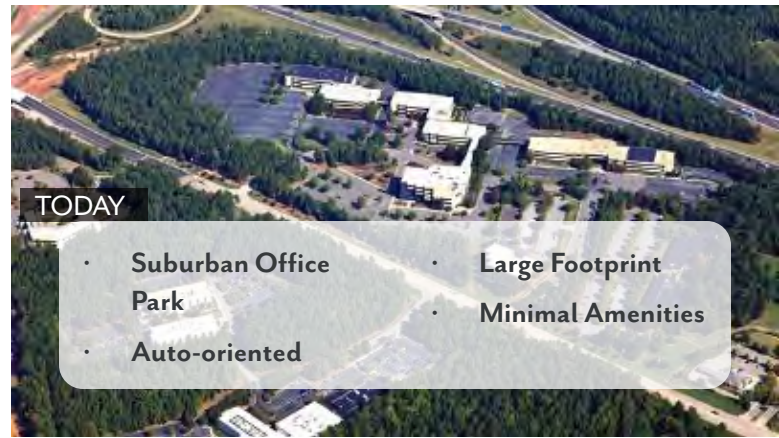 TODAY
· Suburban Office
Park
· Auto-oriented
· Large Footprint
· Minimal Amenities